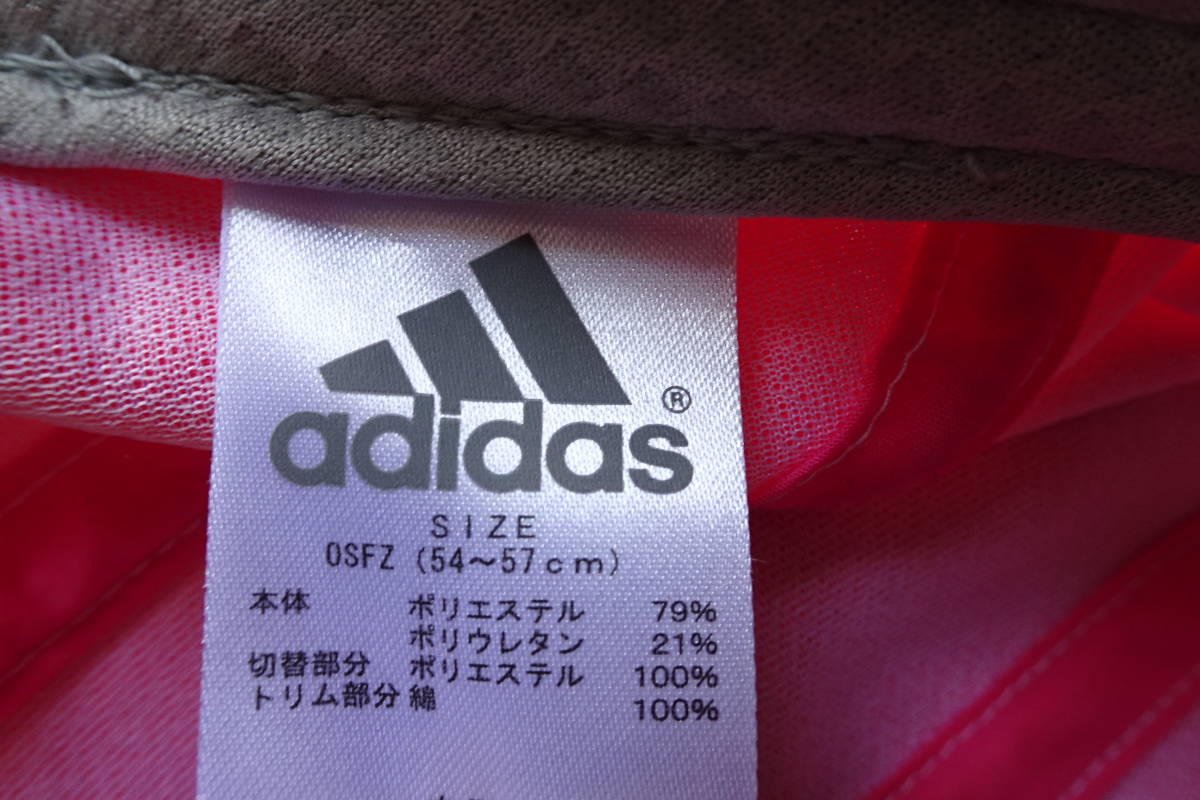 adidas®
SIZE
OSFZ (54～57cm)
本体 ポリエステル 79%
ポリウレタン 21%
切替部分 ポリエステル 100%
トリム部分 綿 100%